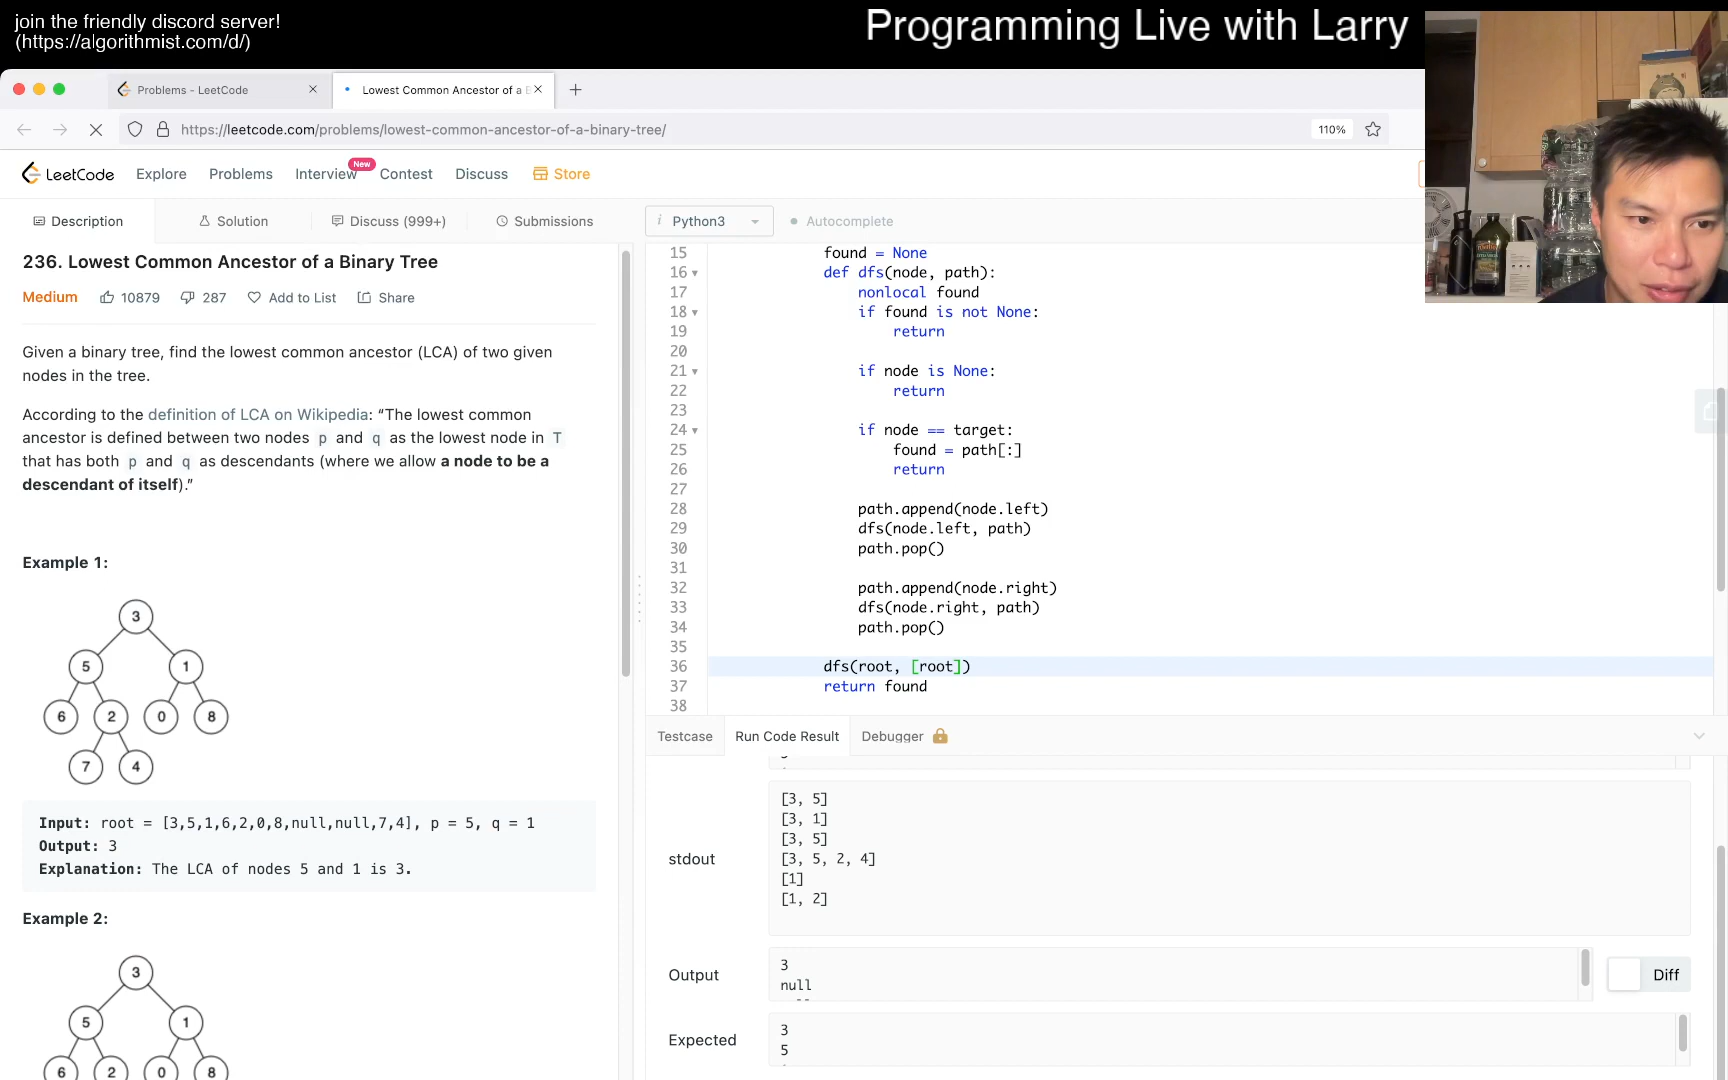 join the friendly discord server!
(https://algorithmist.com/d/)
Programming Live with Larry
Problems - LeetCode
Lowest Common Ancestor of a B
https://leetcode.com/problems/lowest-common-ancestor-of-a-binary-tree/
110%
LeetCode
Explore
Problems
Interview
New
Contest
Discuss
Store
Description
Solution
Discuss (999+)
Submissions
i Python3
Autocomplete
236. Lowest Common Ancestor of a Binary Tree
Medium
10879
287
Add to List
Share
Given a binary tree, find the lowest common ancestor (LCA) of two given
nodes in the tree.
According to the definition of LCA on Wikipedia: “The lowest common
ancestor is defined between two nodes p and q as the lowest node in T
that has both p and q as descendants (where we allow a node to be a
descendant of itself).”
Example 1:
3
5 1
6 2 0 8
7 4
Input: root = [3,5,1,6,2,0,8,null,null,7,4], p = 5, q = 1
Output: 3
Explanation: The LCA of nodes 5 and 1 is 3.
Example 2:
3
5 1
6 2 0 8
15 found = None
16 def dfs(node, path):
17 nonlocal found
18 if found is not None:
19 return
20
21 if node is None:
22 return
23
24 if node == target:
25 found = path[:]
26 return
27
28 path.append(node.left)
29 dfs(node.left, path)
30 path.pop()
31
32 path.append(node.right)
33 dfs(node.right, path)
34 path.pop()
35
36 dfs(root, [root])
37 return found
38
Testcase
Run Code Result
Debugger
stdout
[3, 5]
[3, 1]
[3, 5]
[3, 5, 2, 4]
[1]
[1, 2]
Output
3
null
Diff
Expected
3
5